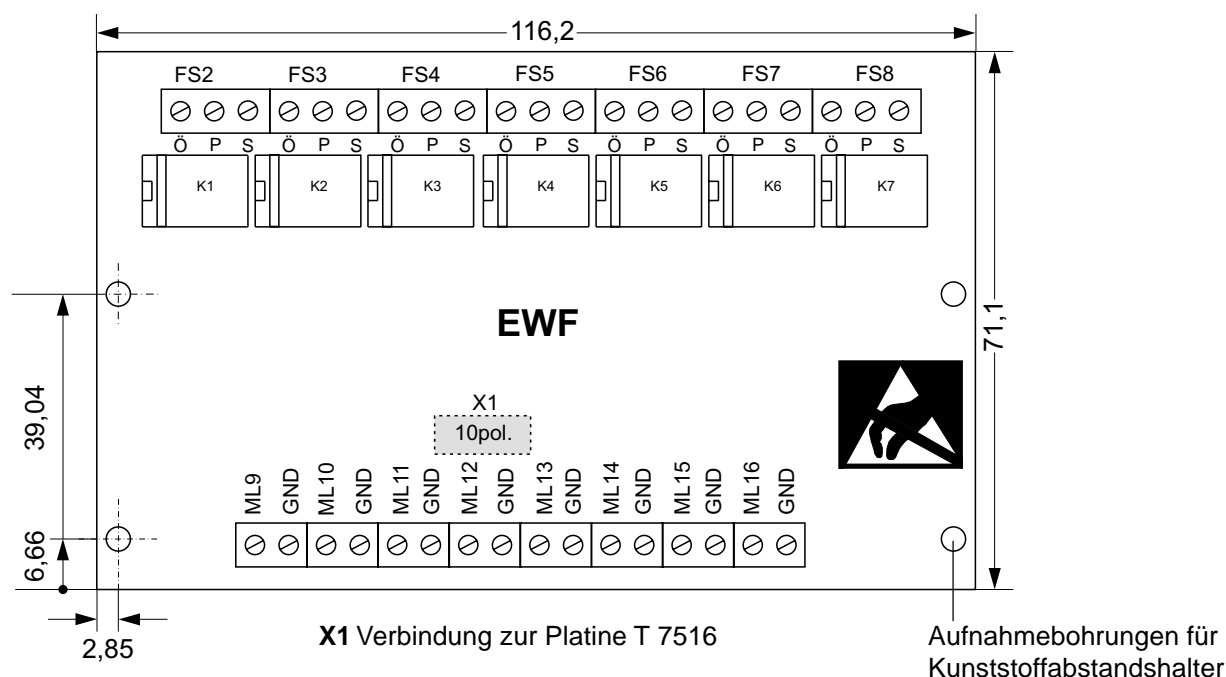 116,2
FS2 FS3 FS4 FS5 FS6 FS7 FS8
Ö P S Ö P S Ö P S Ö P S Ö P S Ö P S Ö P S
K1 K2 K3 K4 K5 K6 K7
EWF
71,1
39,04
X1
10pol.
ML9 GND ML10 GND ML11 GND ML12 GND ML13 GND ML14 GND ML15 GND ML16 GND
6,66
2,85
X1 Verbindung zur Platine T 7516
Aufnahmebohrungen für
Kunststoffabstandshalter